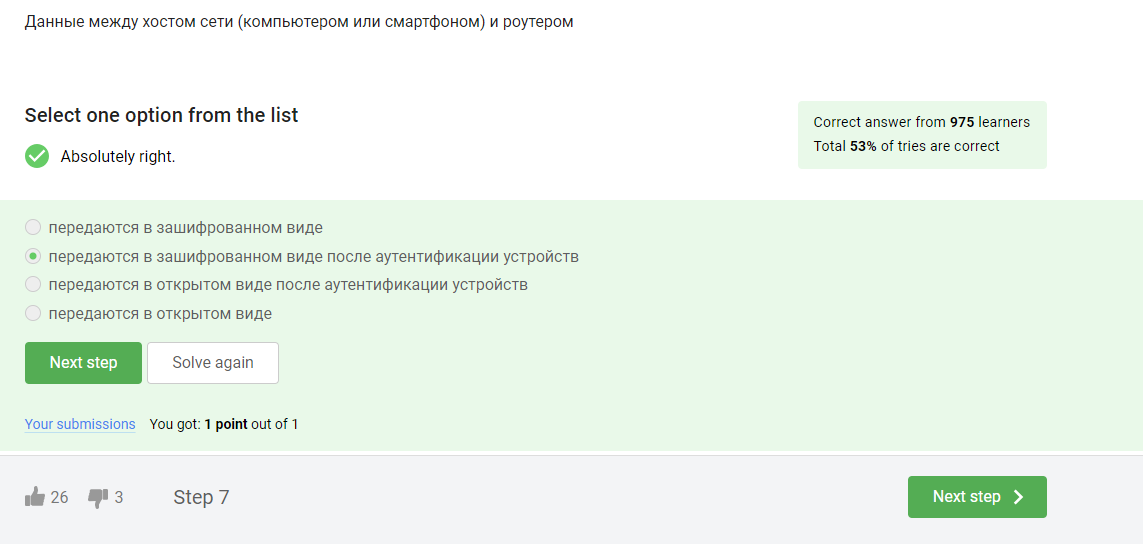 Данные между хостом сети (компьютером или смартфоном) и роутером
Select one option from the list
Absolutely right.
Correct answer from 975 learners
Total 53% of tries are correct
передаются в зашифрованном виде
передаются в зашифрованном виде после аутентификации устройств
передаются в открытом виде после аутентификации устройств
передаются в открытом виде
Next step
Solve again
Your submissions You got: 1 point out of 1
26
3
Step 7
Next step